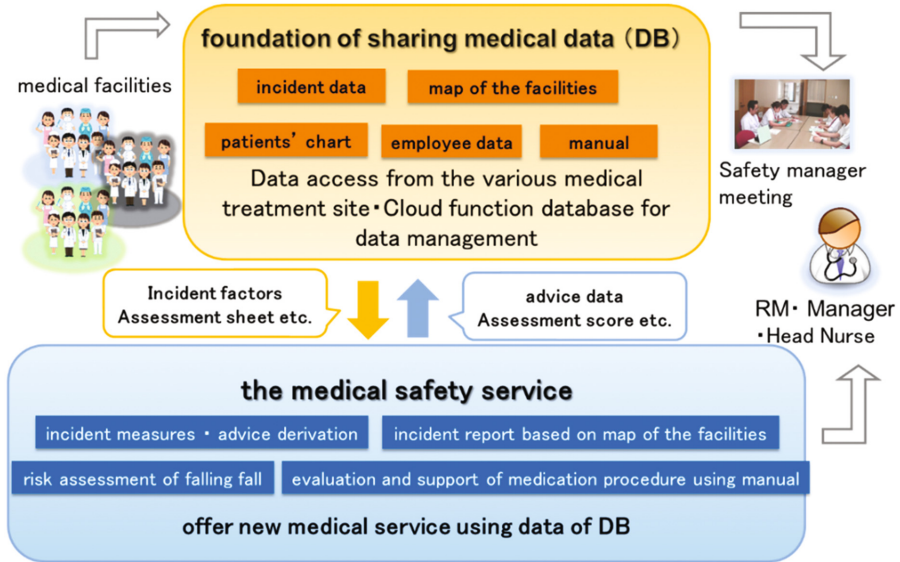 foundation of sharing medical data (DB)
medical facilities
incident data
map of the facilities
patients' chart
employee data
manual
Data access from the various medical
treatment site・Cloud function database for
data management
Safety manager
meeting
Incident factors
Assessment sheet etc.
advice data
Assessment score etc.
RM・ Manager
・Head Nurse
the medical safety service
incident measures ・ advice derivation
incident report based on map of the facilities
risk assessment of falling fall
evaluation and support of medication procedure using manual
offer new medical service using data of DB